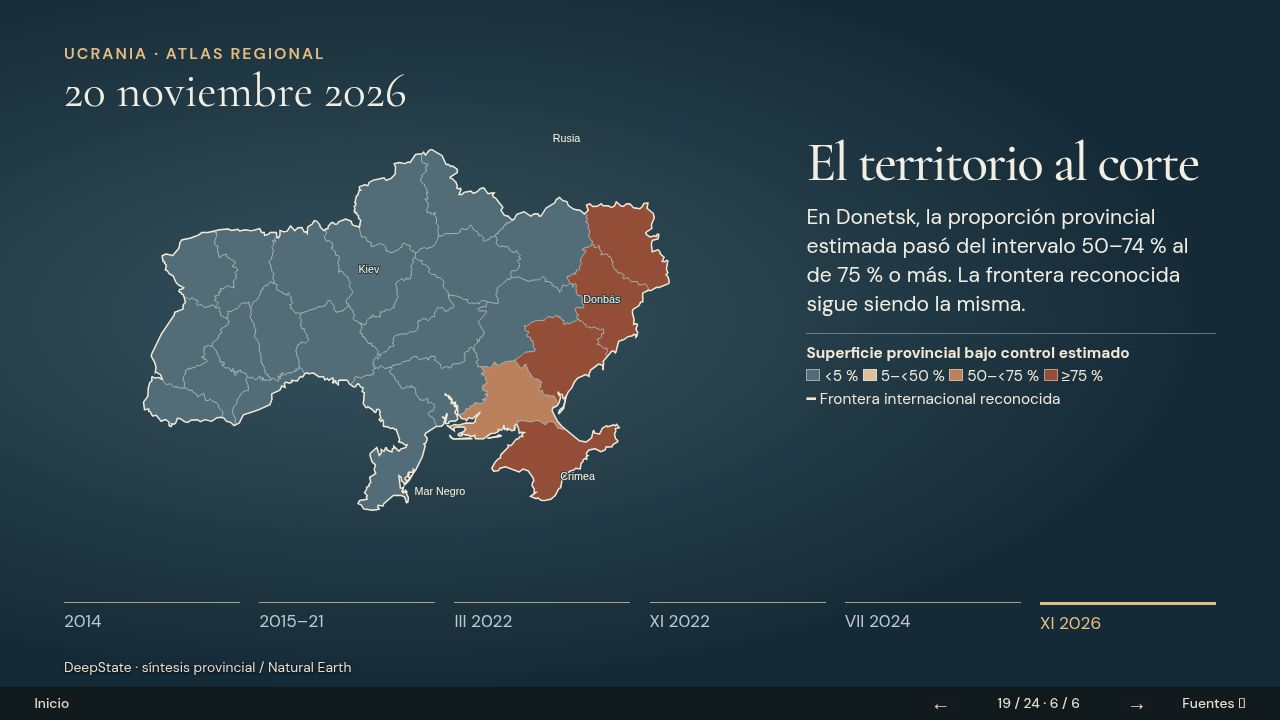 UCRANIA · ATLAS REGIONAL
20 noviembre 2026
Rusia
Kiev
Donbás
Crimea
Mar Negro
El territorio al corte
En Donetsk, la proporción provincial
estimada pasó del intervalo 50–74 % al
de 75 % o más. La frontera reconocida
sigue siendo la misma.
Superficie provincial bajo control estimado
<5 % 5–<50 % 50–<75 % ≥75 %
Frontera internacional reconocida
2014 2015–21 III 2022 XI 2022 VII 2024 XI 2026
DeepState · síntesis provincial / Natural Earth
Inicio ← 19 / 24 · 6 / 6 → Fuentes